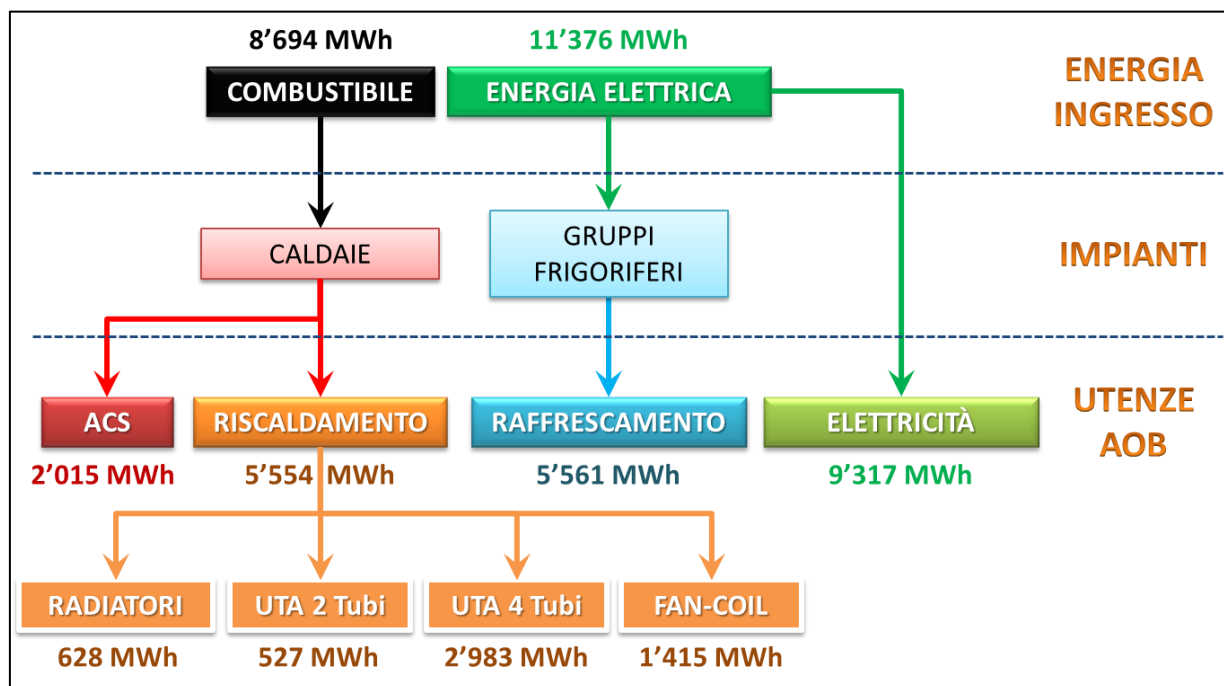 8’694 MWh
11’376 MWh
COMBUSTIBILE
ENERGIA ELETTRICA
ENERGIA
INGRESSO
CALDAIE
GRUPPI
FRIGORIFERI
IMPIANTI
ACS
RISCALDAMENTO
RAFFRESCAMENTO
ELETTRICITÀ
UTENZE
AOB
2’015 MWh
5’554 MWh
5’561 MWh
9’317 MWh
RADIATORI
UTA 2 Tubi
UTA 4 Tubi
FAN-COIL
628 MWh
527 MWh
2’983 MWh
1’415 MWh